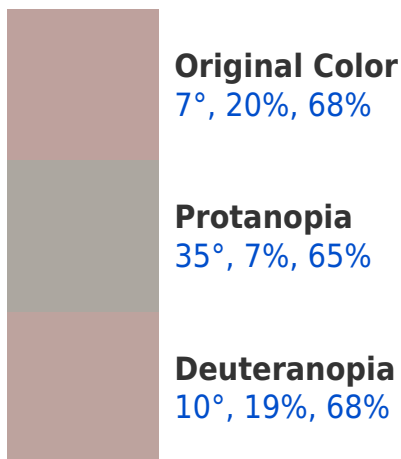 Original Color
7°, 20%, 68%
Protanopia
35°, 7%, 65%
Deuteranopia
10°, 19%, 68%